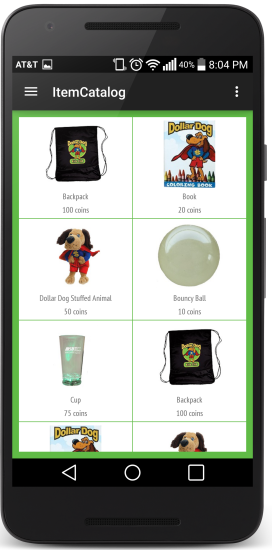 AT&T 40% 8:04 PM
ItemCatalog
Dollar Dog
COLORING BOOK
Backpack Book
100 coins 20 coins
Dollar Dog Stuffed Animal Bouncy Ball
50 coins 10 coins
Cup Backpack
75 coins 100 coins
Dollar Dog